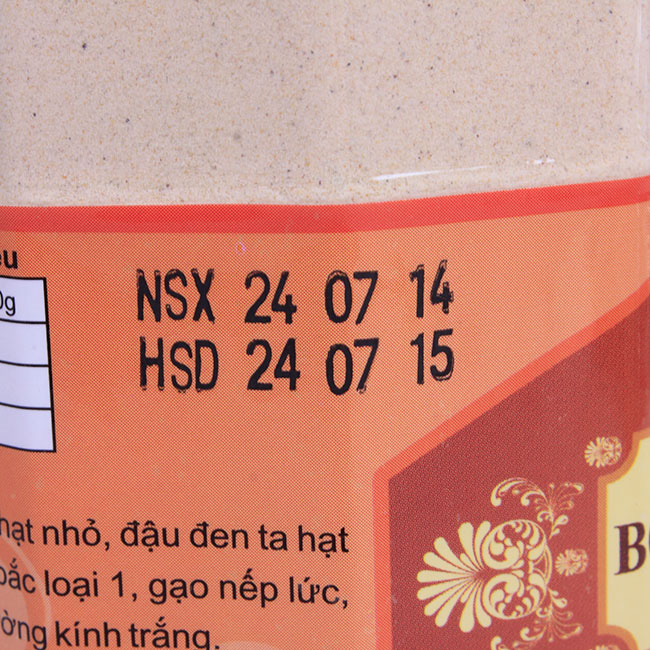 NSX 24 07 14
HSD 24 07 15
hạt nhỏ, đậu đen ta hạt
loại 1, gạo nếp lức,
kính trắng.